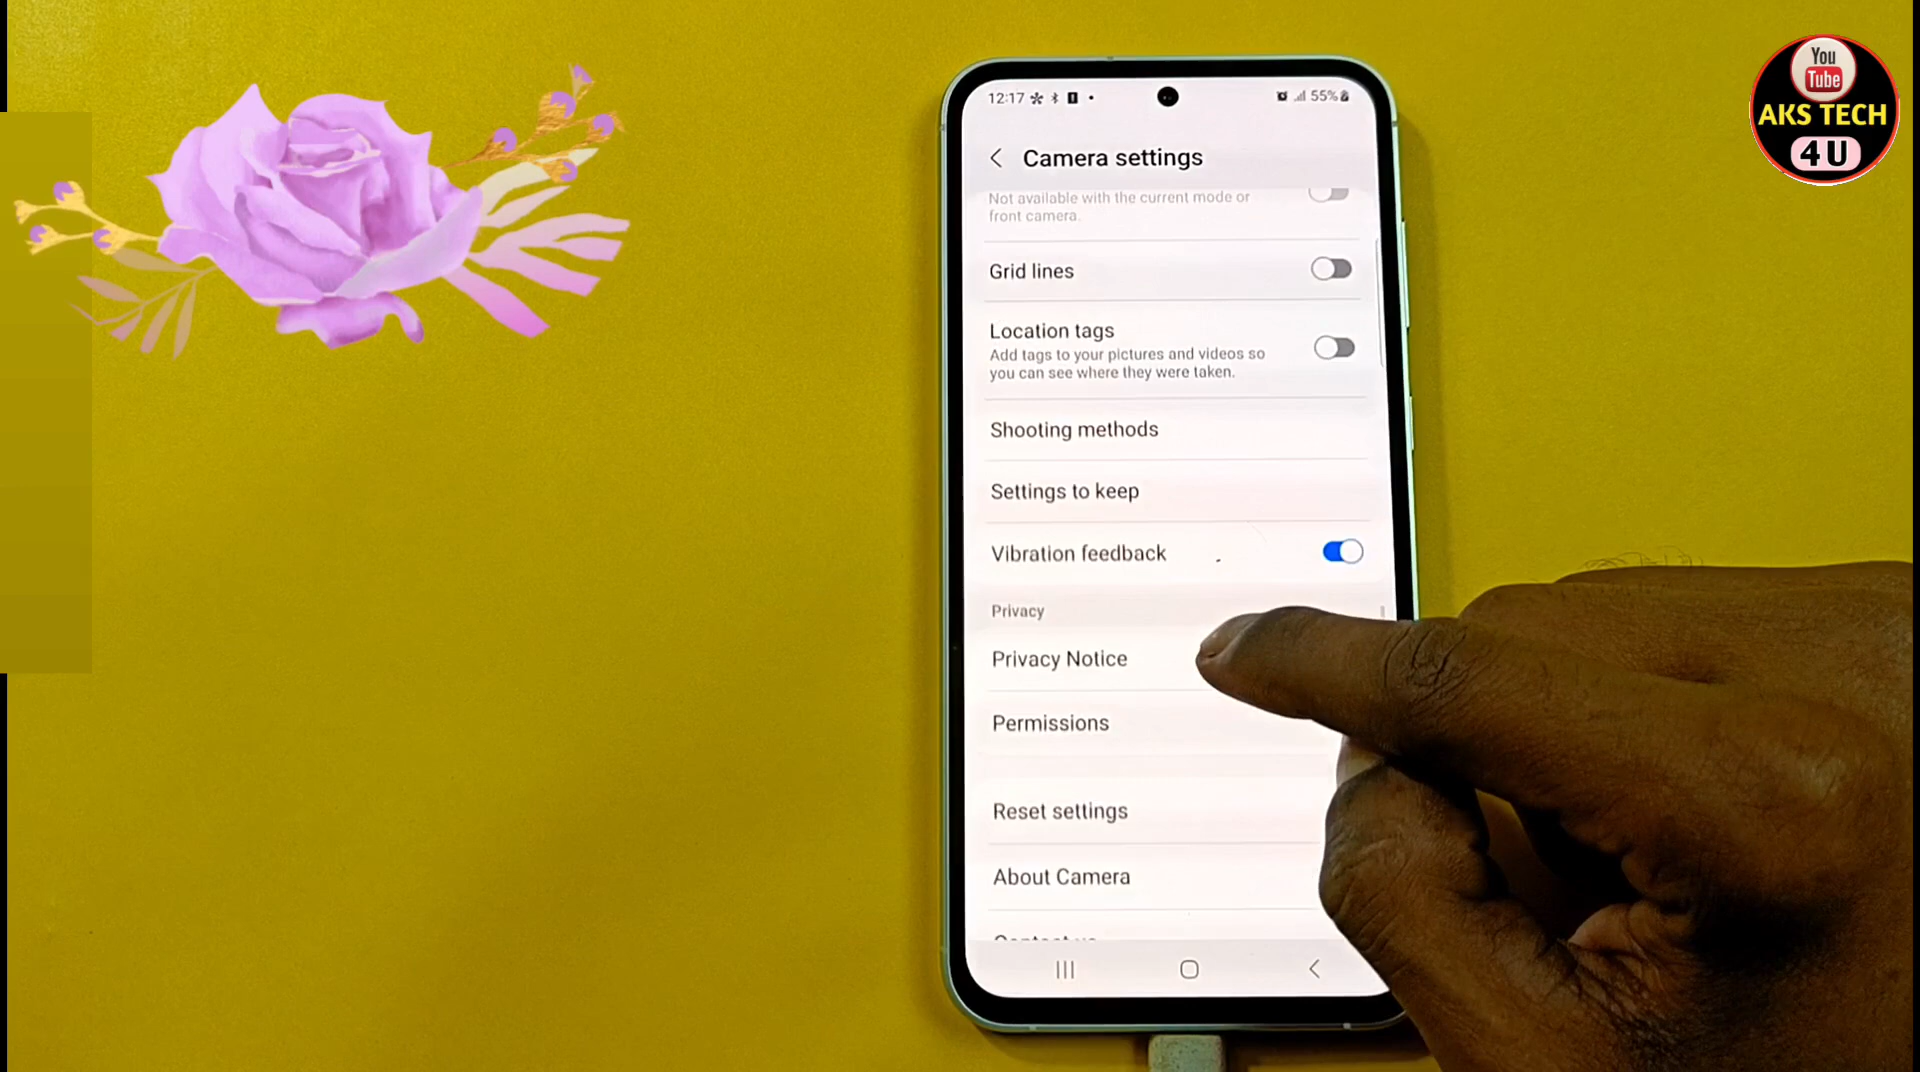 12:17
55%
Camera settings
Not available with the current mode or
front camera.
Grid lines
Location tags
Add tags to your pictures and videos so
you can see where they were taken.
Shooting methods
Settings to keep
Vibration feedback
Privacy
Privacy Notice
Permissions
Reset settings
About Camera
You
Tube
AKS TECH
4 U